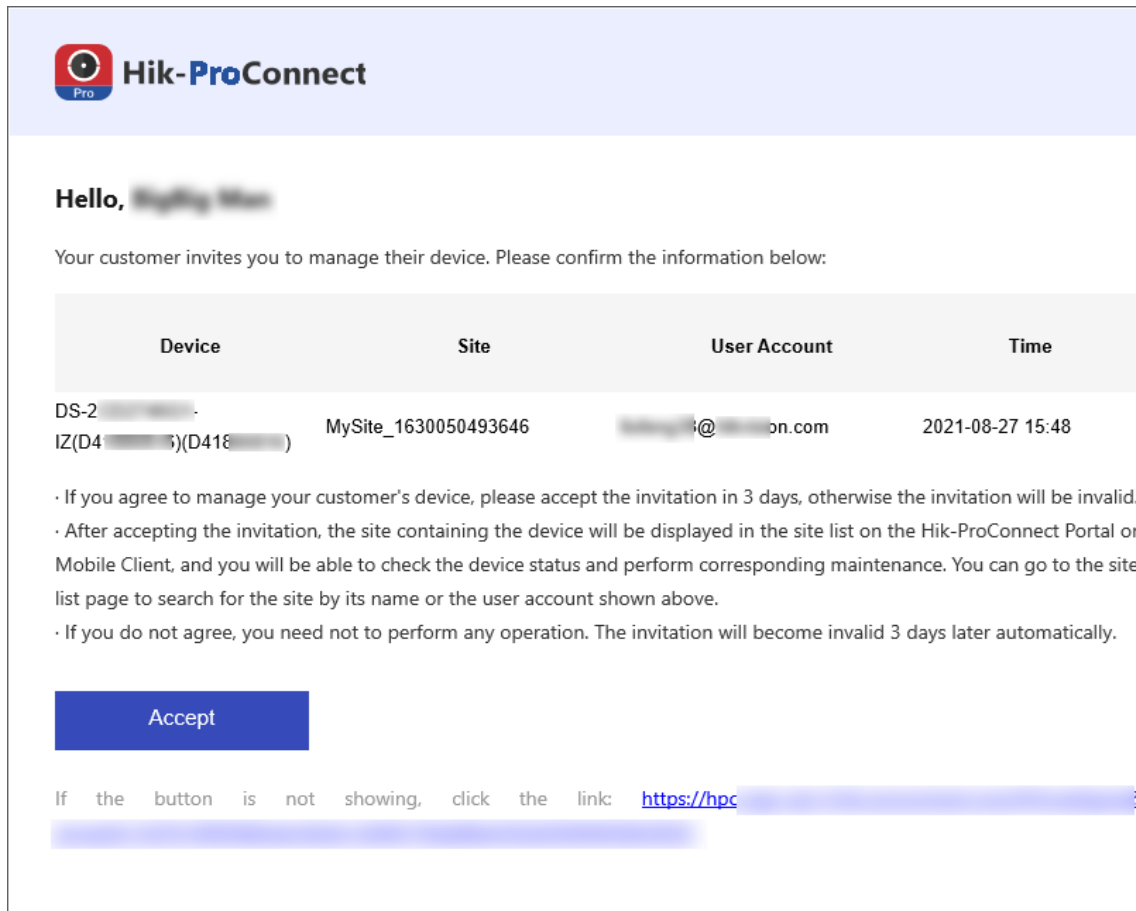 Pro
Hik-ProConnect
Hello,
Your customer invites you to manage their device. Please confirm the information below:
Device Site User Account Time
DS-2 -
IZ(D4 )(D418 ) MySite_1630050493646 @ on.com 2021-08-27 15:48
· If you agree to manage your customer's device, please accept the invitation in 3 days, otherwise the invitation will be invalid.
· After accepting the invitation, the site containing the device will be displayed in the site list on the Hik-ProConnect Portal or
Mobile Client, and you will be able to check the device status and perform corresponding maintenance. You can go to the site
list page to search for the site by its name or the user account shown above.
· If you do not agree, you need not to perform any operation. The invitation will become invalid 3 days later automatically.
Accept
If the button is not showing, click the link: https://hpc